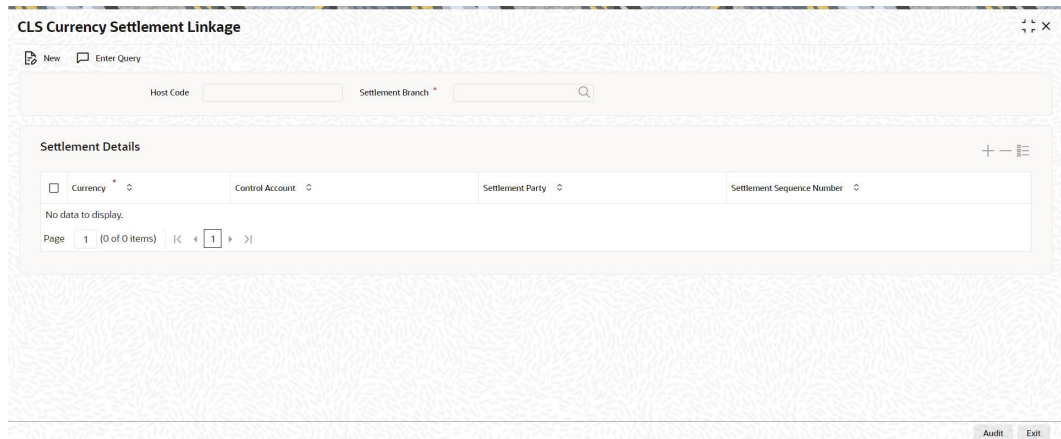 CLS Currency Settlement Linkage
New Enter Query
Host Code Settlement Branch *
Settlement Details
Currency * Control Account Settlement Party Settlement Sequence Number
No data to display.
Page 1 (0 of 0 items) 1
Audit Exit